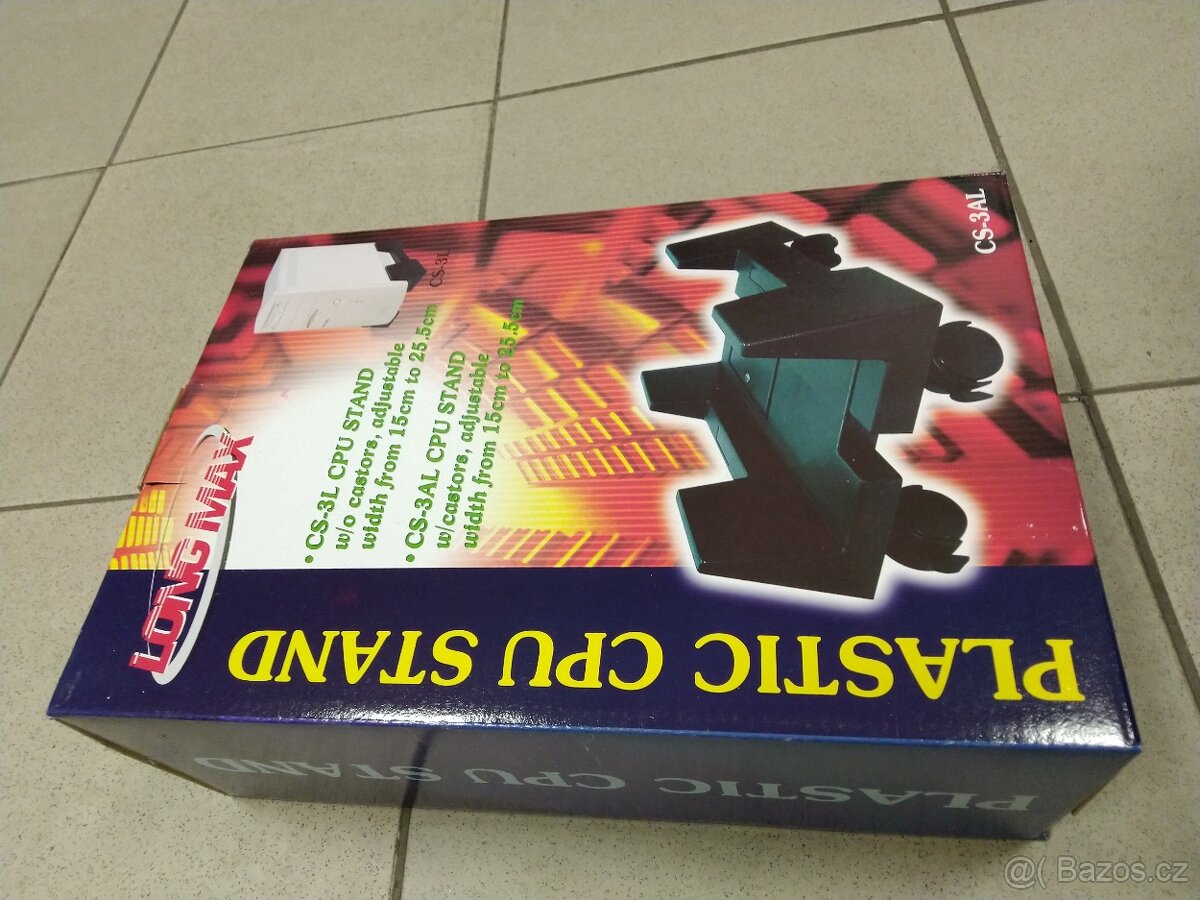 LONG MAX
• CS-3L CPU STAND
w/o castors, adjustable
width from 15cm to 25.5cm
• CS-3AL CPU STAND
w/castors, adjustable
width from 15cm to 25.5cm
CS-3L
CS-3AL
PLASTIC CPU STAND
PLASTIC CPU STAND
@( Bazos.cz